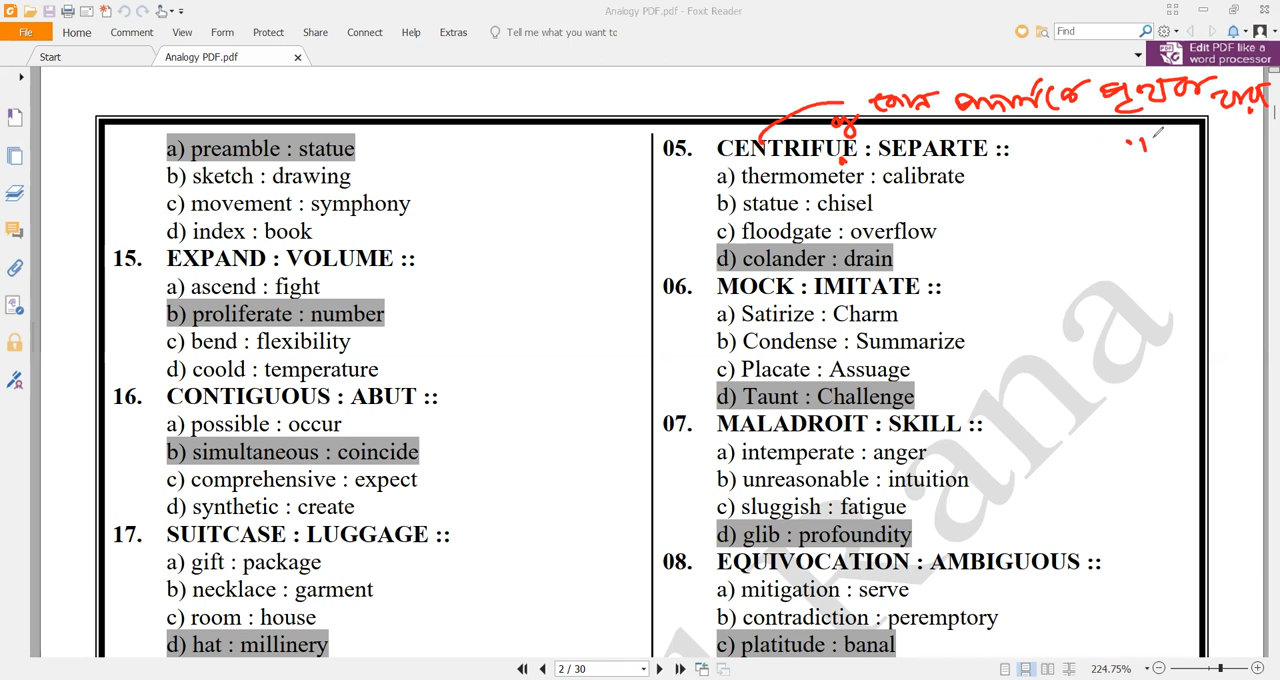 Analogy PDF.pdf - Foxt Reader
File Home Comment View Form Protect Share Connect Help Extras Tell me what you want tc Find
Start Analogy PDF.pdf
Edit PDF like a word processor
g
a) preamble : statue
b) sketch : drawing
c) movement : symphony
d) index : book
15. EXPAND : VOLUME ::
a) ascend : fight
b) proliferate : number
c) bend : flexibility
d) coold : temperature
16. CONTIGUOUS : ABUT ::
a) possible : occur
b) simultaneous : coincide
c) comprehensive : expect
d) synthetic : create
17. SUITCASE : LUGGAGE ::
a) gift : package
b) necklace : garment
c) room : house
d) hat : millinery
05. CENTRIFUE : SEPARTE ::
a) thermometer : calibrate
b) statue : chisel
c) floodgate : overflow
d) colander : drain
06. MOCK : IMITATE ::
a) Satirize : Charm
b) Condense : Summarize
c) Placate : Assuage
d) Taunt : Challenge
07. MALADROIT : SKILL ::
a) intemperate : anger
b) unreasonable : intuition
c) sluggish : fatigue
d) glib : profoundity
08. EQUIVOCATION : AMBIGUOUS ::
a) mitigation : serve
b) contradiction : peremptory
c) platitude : banal
2 / 30
224.75%